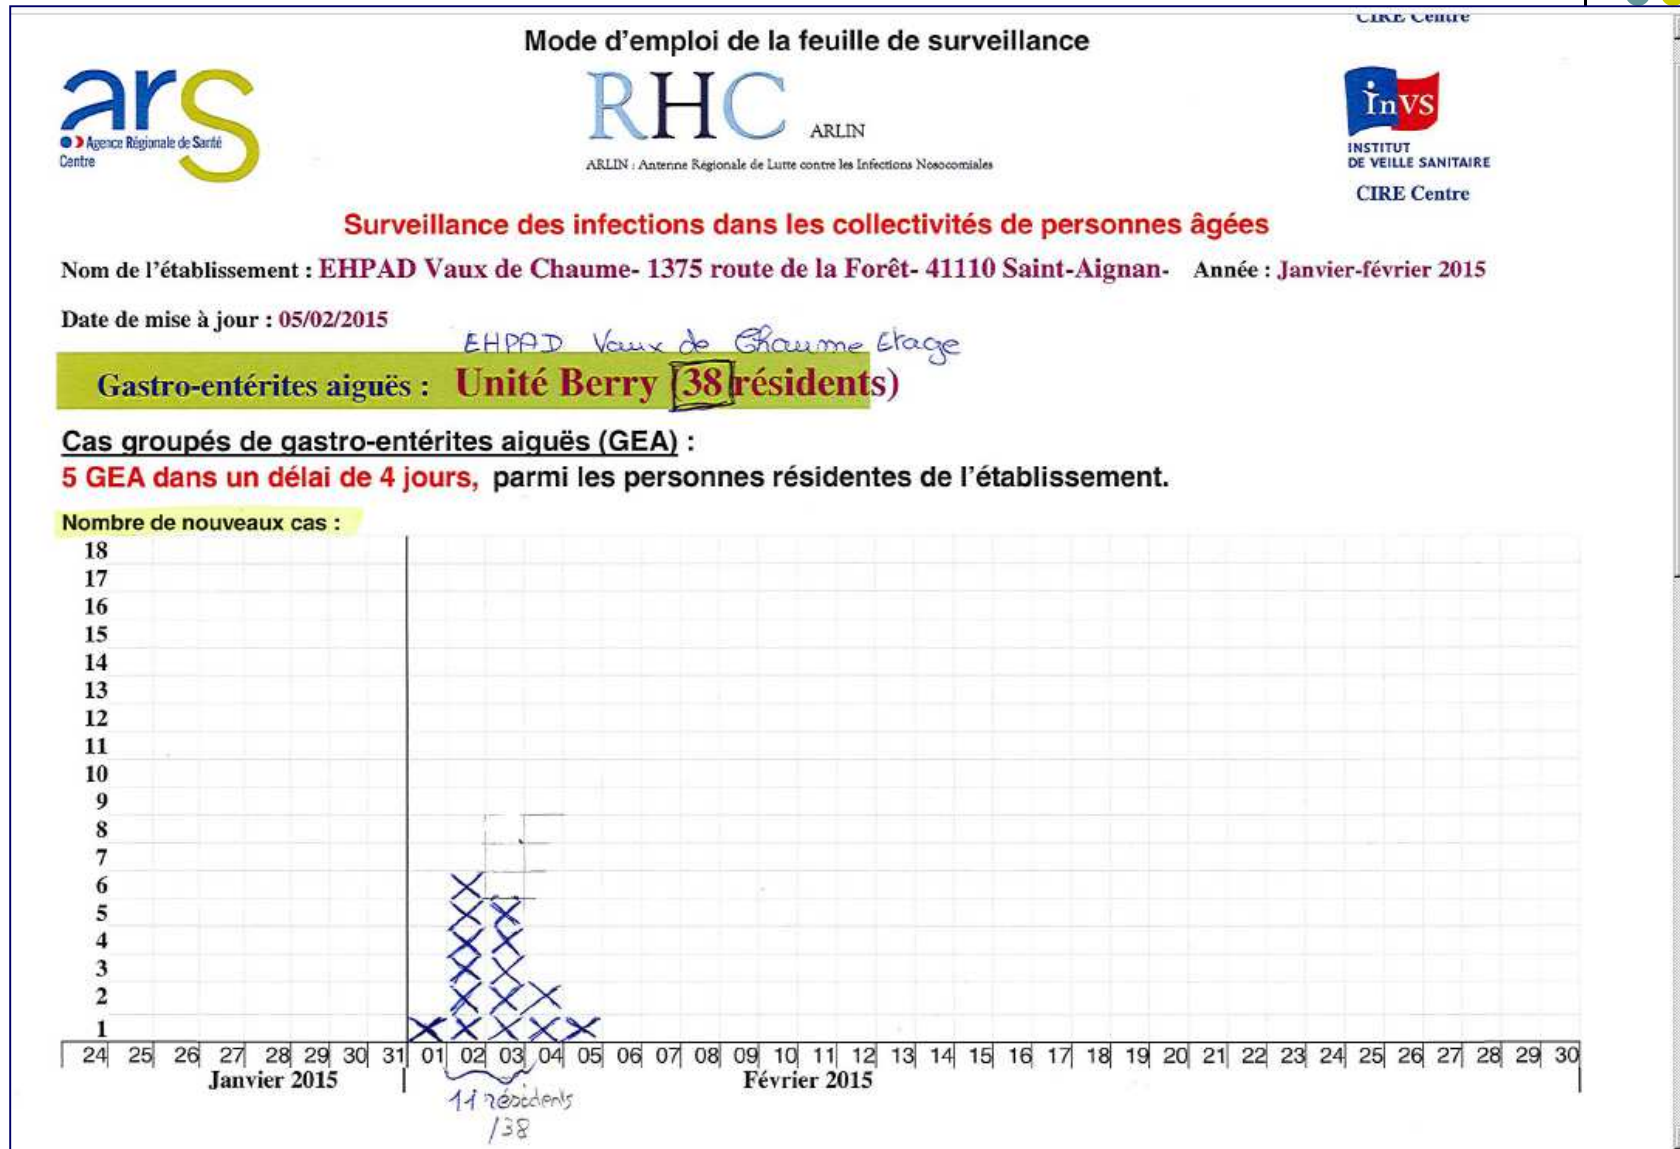 CIRE Centre
Mode d'emploi de la feuille de surveillance
ars
Agence Régionale de Santé
Centre
RHC ARLIN
ARLIN : Antenne Régionale de Lutte contre les Infections Nosocomiales
InVS
INSTITUT
DE VEILLE SANITAIRE
CIRE Centre
Surveillance des infections dans les collectivités de personnes âgées
Nom de l'établissement : EHPAD Vaux de Chaume- 1375 route de la Forêt- 41110 Saint-Aignan- Année : Janvier-février 2015
Date de mise à jour : 05/02/2015
EHPAD Vaux de Chaume Etage
Gastro-entérites aiguës : Unité Berry (38 résidents)
Cas groupés de gastro-entérites aiguës (GEA) :
5 GEA dans un délai de 4 jours, parmi les personnes résidentes de l'établissement.
Nombre de nouveaux cas :
18
17
16
15
14
13
12
11
10
9
8
7
6
5
4
3
2
1
24 25 26 27 28 29 30 31 01 02 03 04 05 06 07 08 09 10 11 12 13 14 15 16 17 18 19 20 21 22 23 24 25 26 27 28 29 30
Janvier 2015 Février 2015
11 résidents
/38